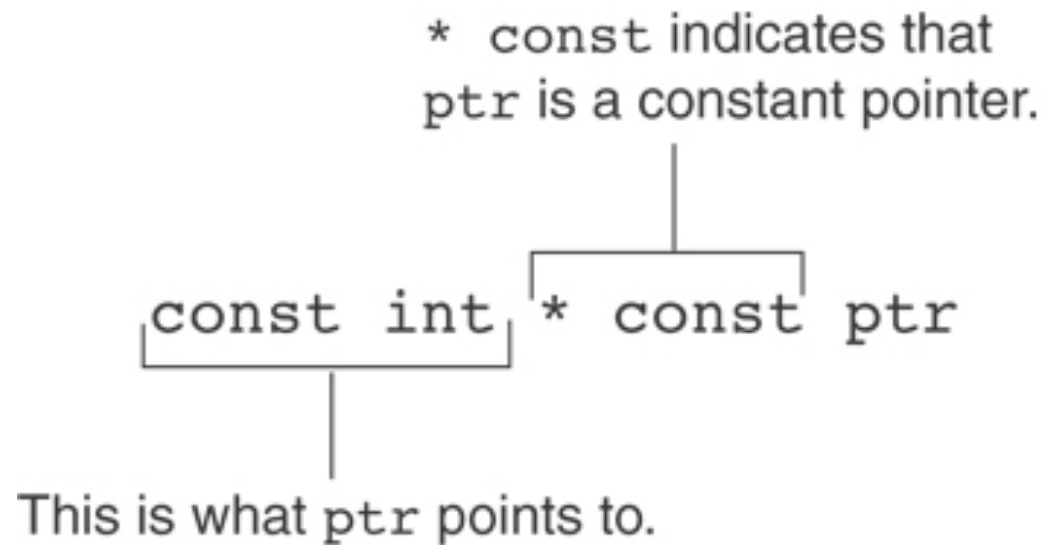 * const indicates that
ptr is a constant pointer.
const int * const ptr
This is what ptr points to.